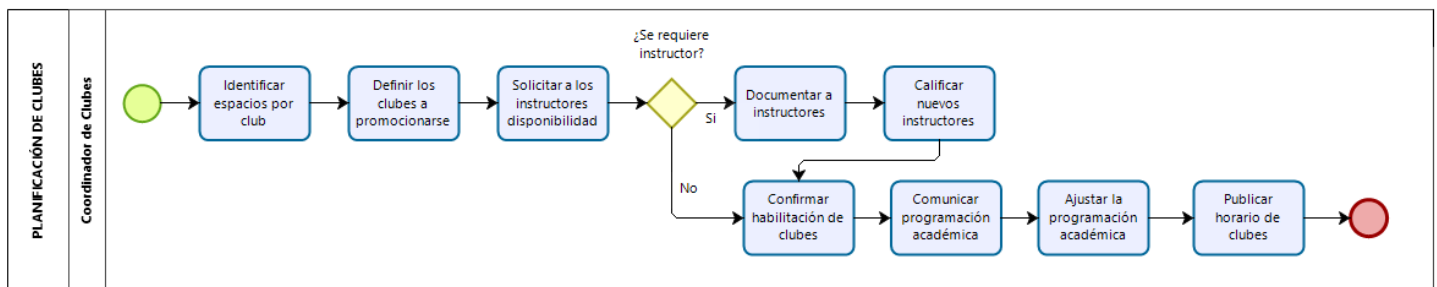 PLANIFICACIÓN DE CLUBES
Coordinador de Clubes
Identificar
espacios por
club
Definir los
clubes a
promocionarse
Solicitar a los
instructores
disponibilidad
¿Se requiere
instructor?
Si
No
Documentar a
instructores
Calificar
nuevos
instructores
Confirmar
habilitación de
clubes
Comunicar
programación
académica
Ajustar la
programación
académica
Publicar
horario de
clubes